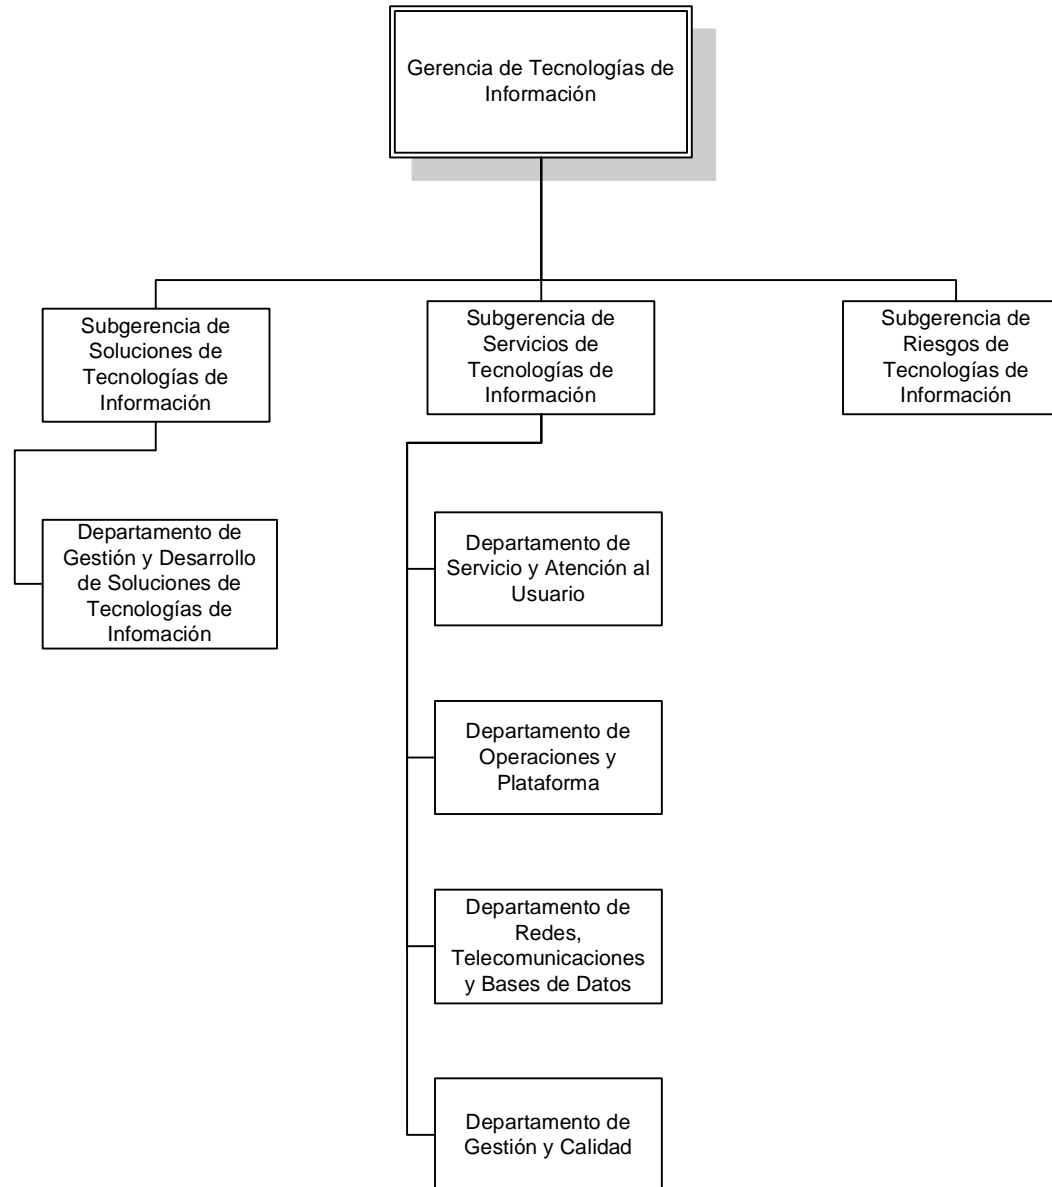 Gerencia de Tecnologías de
Información
Subgerencia de
Soluciones de
Tecnologías de
Información
Subgerencia de
Servicios de
Tecnologías de
Información
Subgerencia de
Riesgos de
Tecnologías de
Información
Departamento de
Gestión y Desarrollo
de Soluciones de
Tecnologías de
Infomación
Departamento de
Servicio y Atención al
Usuario
Departamento de
Operaciones y
Plataforma
Departamento de
Redes,
Telecomunicaciones
y Bases de Datos
Departamento de
Gestión y Calidad